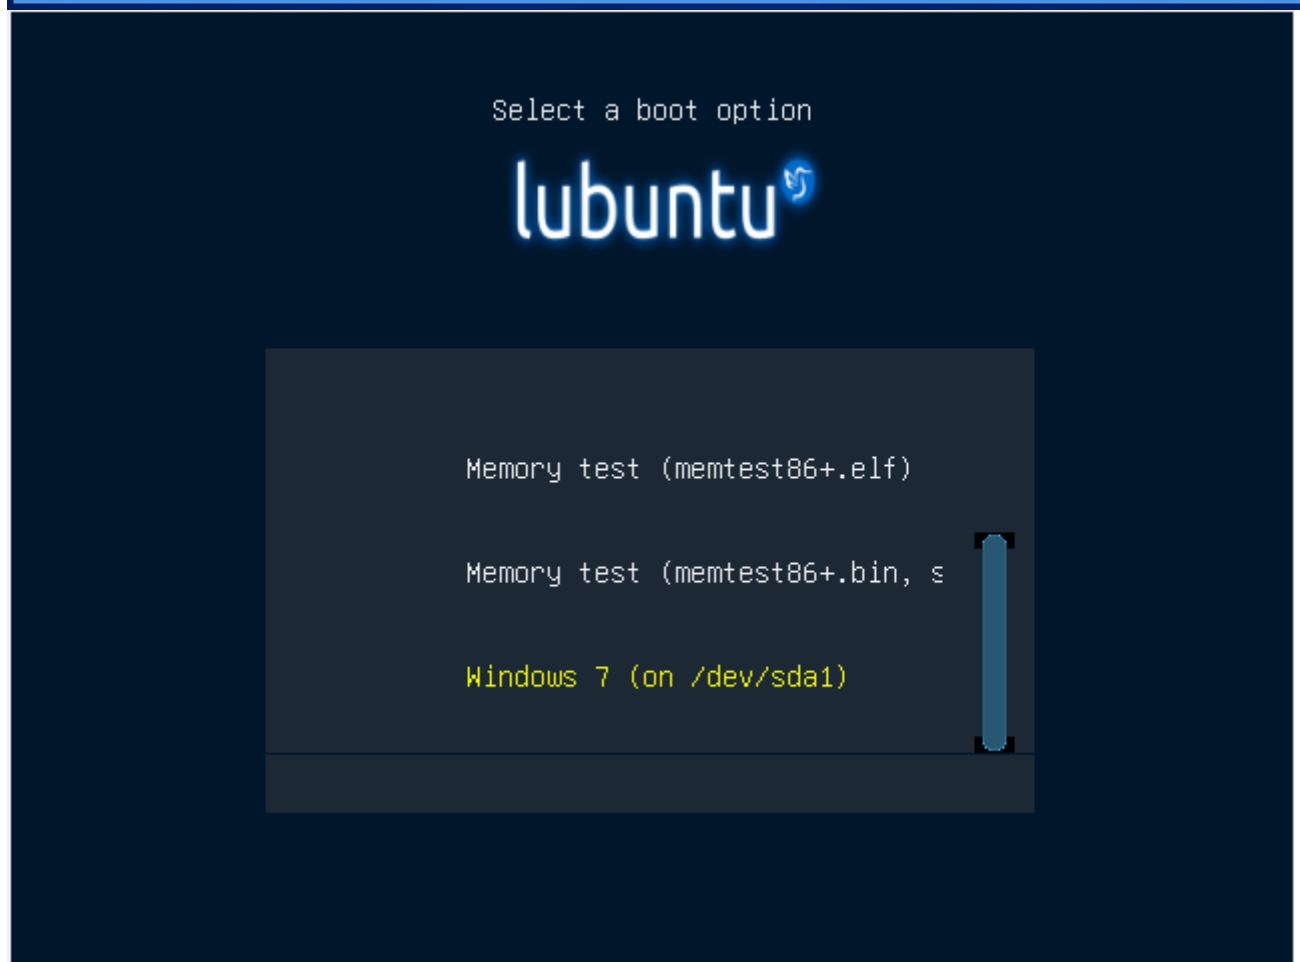 Select a boot option
lubuntu
Memory test (memtest86+.elf)
Memory test (memtest86+.bin, s
Windows 7 (on /dev/sda1)